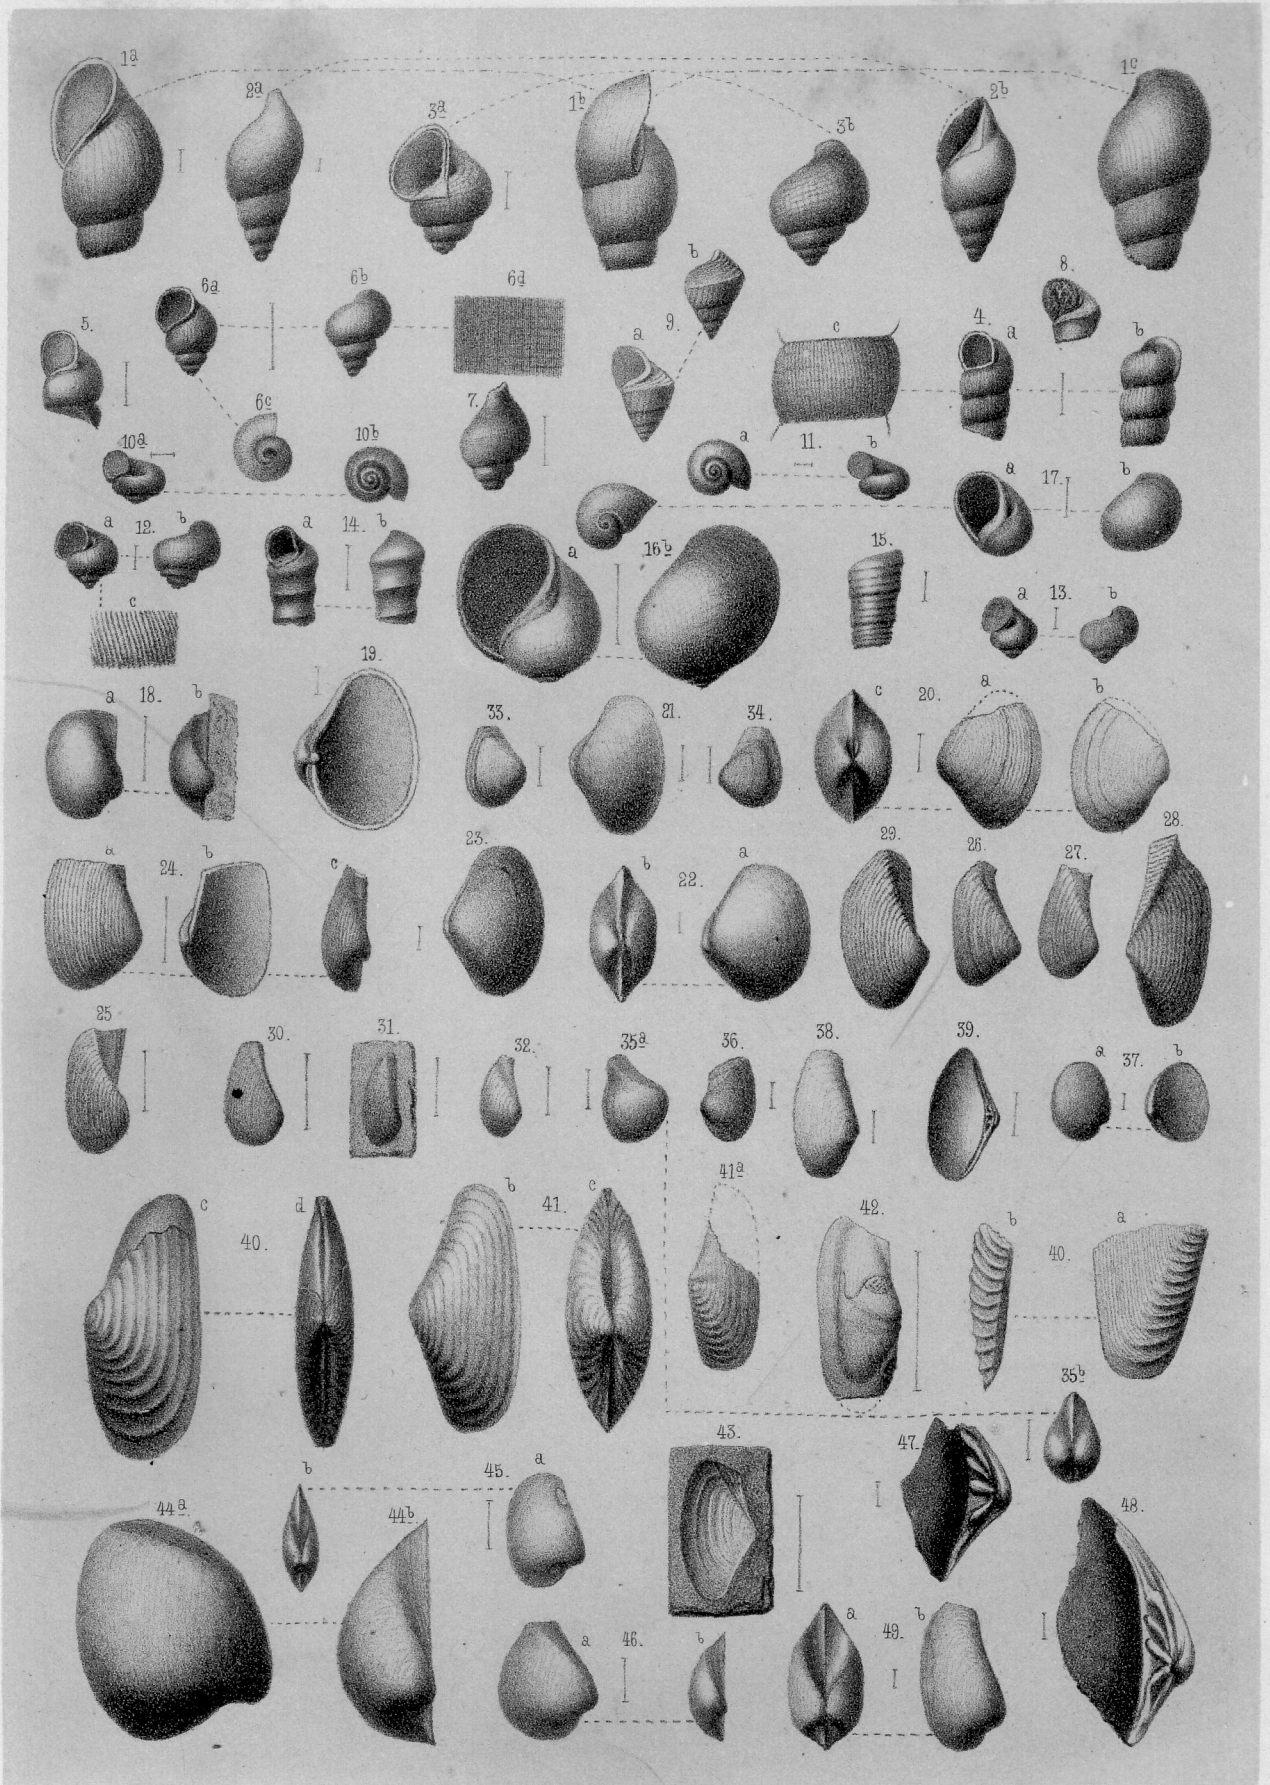 1a
2a
3a
1b
3b
2b
1c
5.
6a
6b
6d
b
9.
a
c
4.
a
8.
b
6c
7.
10a
10b
a
11.
b
a
17.
b
a
12.
b
c
a
14.
b
a
16b
15.
a
13.
b
a
18.
b
19.
33.
21.
34.
c
20.
a
b
a
24.
b
c
23.
b
22.
a
29.
26.
27.
28.
25
30.
31.
32.
35a
36.
38.
39.
a
37.
b
c
40.
d
b
41.
c
41a
42.
b
40.
a
35b
44a
b
44b
45.
a
43.
47.
48.
a
46.
b
a
49.
b